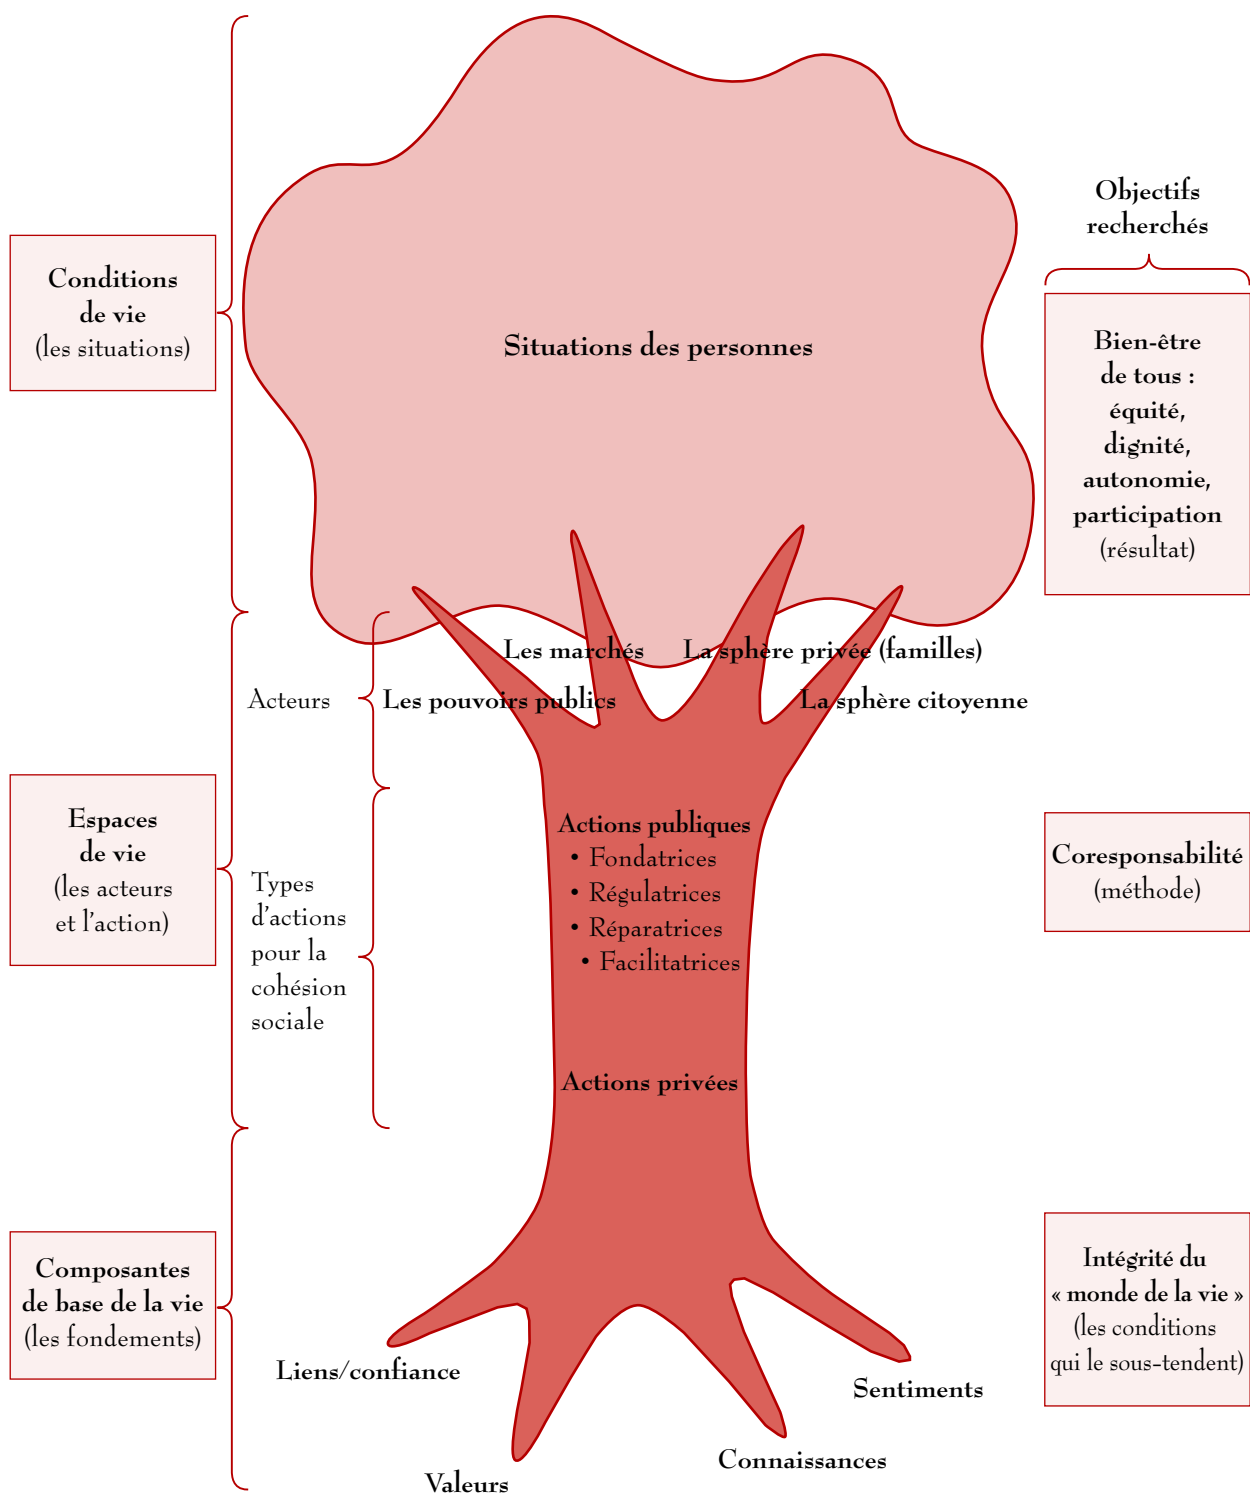 Objectifs
recherchés
Conditions
de vie
(les situations)
Situations des personnes
Bien-être
de tous :
équité,
dignité,
autonomie,
participation
(résultat)
Les marchés
La sphère privée (familles)
Acteurs
Les pouvoirs publics
La sphère citoyenne
Espaces
de vie
(les acteurs
et l'action)
Types
d'actions
pour la
cohésion
sociale
Actions publiques
• Fondatrices
• Régulatrices
• Réparatrices
• Facilitatrices
Actions privées
Coresponsabilité
(méthode)
Composantes
de base de la vie
(les fondements)
Liens/confiance
Valeurs
Connaissances
Sentiments
Intégrité du
« monde de la vie »
(les conditions
qui le sous-tendent)